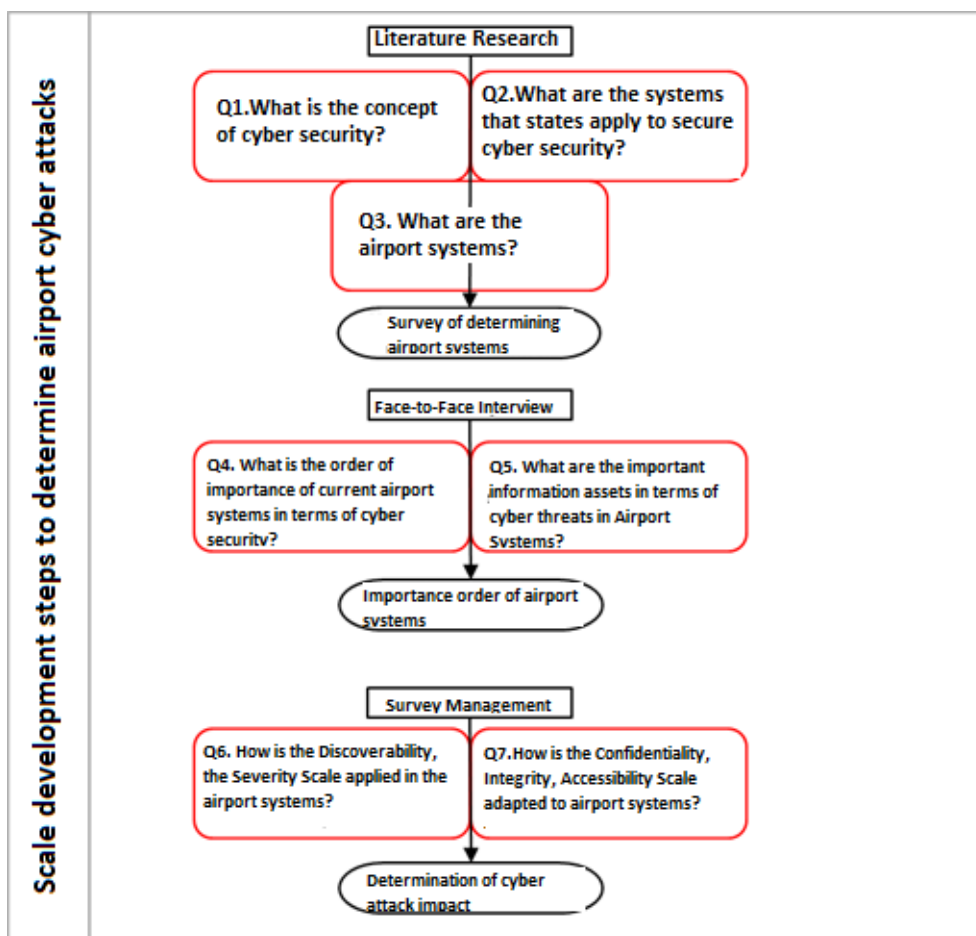 Scale development steps to determine airport cyber attacks
Literature Research
Q1.What is the concept
of cyber security?
Q2.What are the systems
that states apply to secure
cyber security?
Q3. What are the
airport systems?
Survey of determining
airport systems
Face-to-Face Interview
Q4. What is the order of
importance of current airport
systems in terms of cyber
security?
Q5. What are the important
information assets in terms of
cyber threats in Airport
Systems?
Importance order of airport
systems
Survey Management
Q6. How is the Discoverability,
the Severity Scale applied in the
airport systems?
Q7.How is the Confidentiality,
Integrity, Accessibility Scale
adapted to airport systems?
Determination of cyber
attack impact